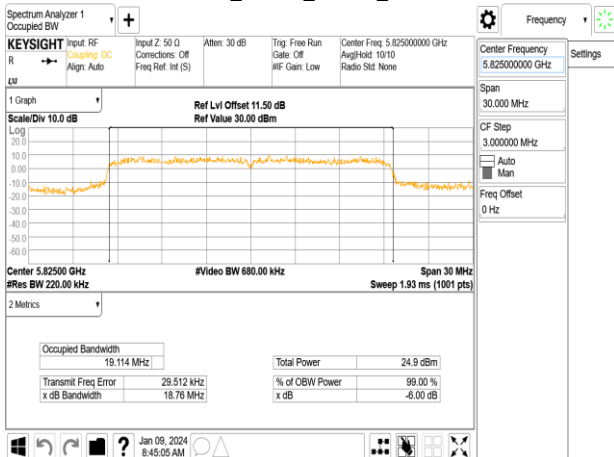 Spectrum Analyzer 1
Occupied BW
KEYSIGHT
R
LXI
Input: RF
Coupling: DC
Align: Auto
Input Z: 50 Ω
Corrections: Off
Freq Ref: Int (S)
Atten: 30 dB
Trig: Free Run
Gate: Off
#IF Gain: Low
Center Freq: 5.825000000 GHz
Avg|Hold: 10/10
Radio Std: None
1 Graph
Scale/Div 10.0 dB
Ref Lvl Offset 11.50 dB
Ref Value 30.00 dBm
Log
20.0
10.0
0.00
-10.0
-20.0
-30.0
-40.0
-50.0
-60.0
Center 5.82500 GHz
#Video BW 680.00 kHz
Span 30 MHz
#Res BW 220.00 kHz
Sweep 1.93 ms (1001 pts)
2 Metrics
Occupied Bandwidth
19.114 MHz
Total Power 24.9 dBm
Transmit Freq Error 29.512 kHz
% of OBW Power 99.00 %
x dB Bandwidth 18.76 MHz
x dB -6.00 dB
?
Jan 09, 2024
8:45:05 AM
Frequency
Settings
Center Frequency
5.825000000 GHz
Span
30.000 MHz
CF Step
3.000000 MHz
Auto
Man
Freq Offset
0 Hz